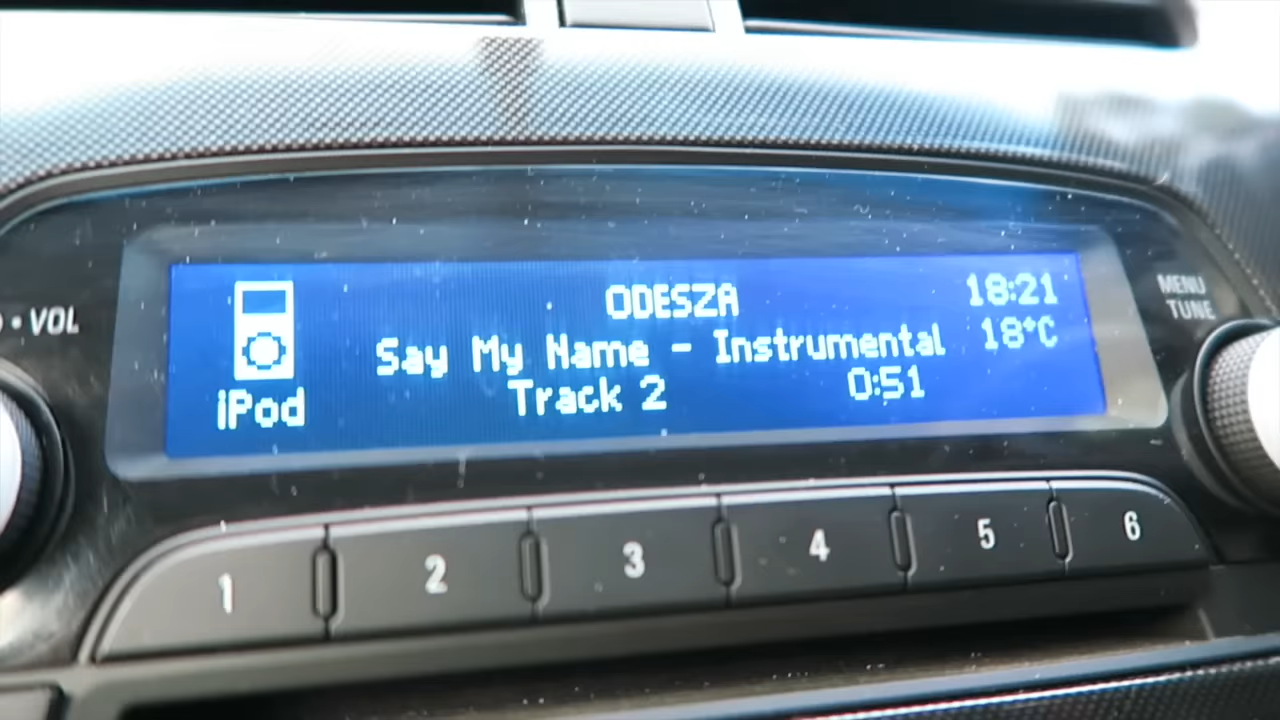 ODESZA 18:21
Say My Name - Instrumental 18°C
Track 2 0:51
iPod
• VOL
MENU
TUNE
1 2 3 4 5 6